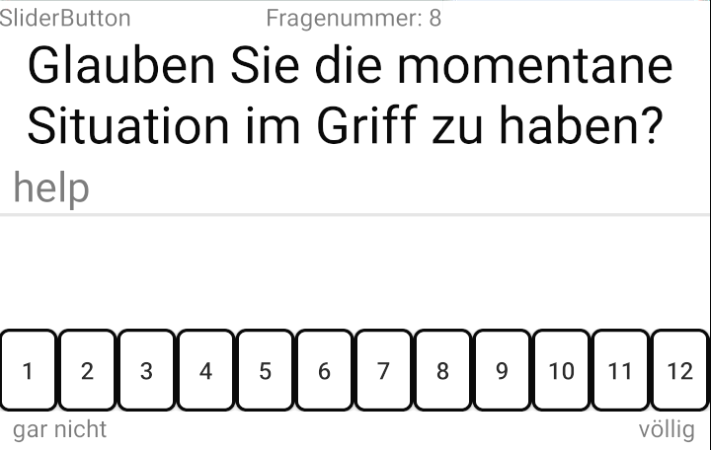 SliderButton Fragenummer: 8
Glauben Sie die momentane
Situation im Griff zu haben?
help
1 2 3 4 5 6 7 8 9 10 11 12
gar nicht völlig